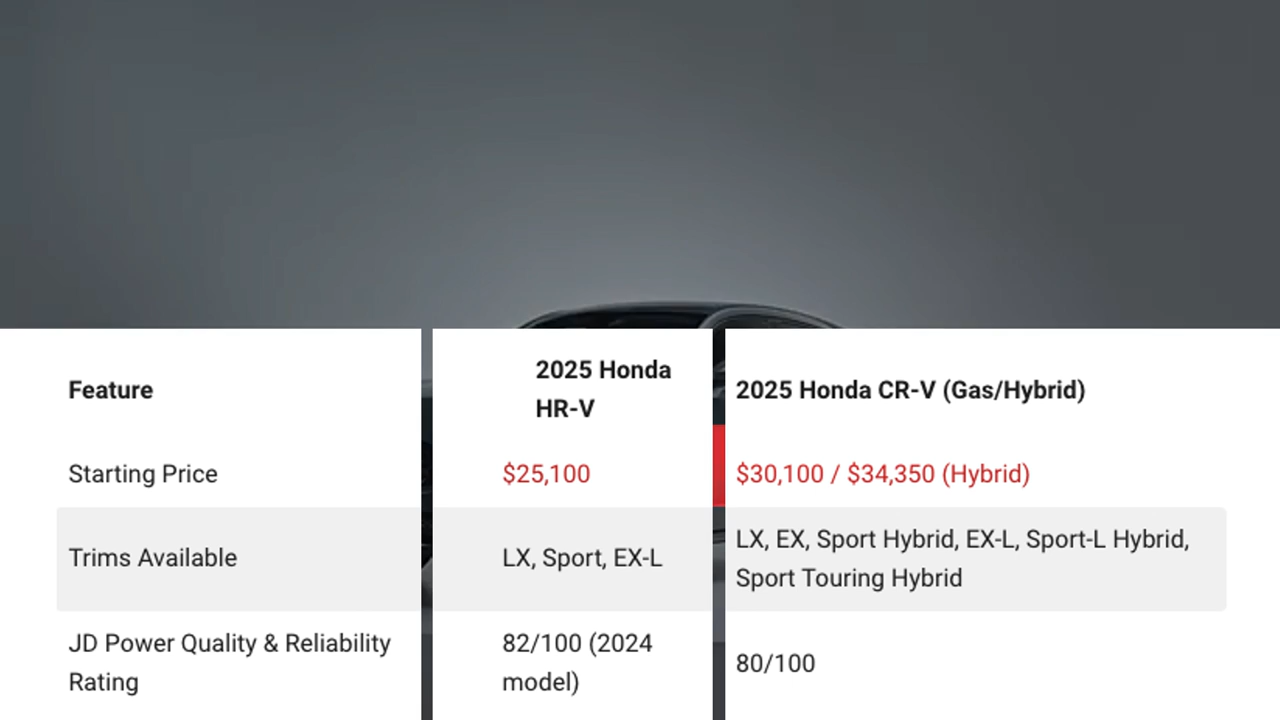 Feature
2025 Honda
HR-V
2025 Honda CR-V (Gas/Hybrid)
Starting Price
$25,100
$30,100 / $34,350 (Hybrid)
Trims Available
LX, Sport, EX-L
LX, EX, Sport Hybrid, EX-L, Sport-L Hybrid,
Sport Touring Hybrid
JD Power Quality & Reliability
Rating
82/100 (2024
model)
80/100